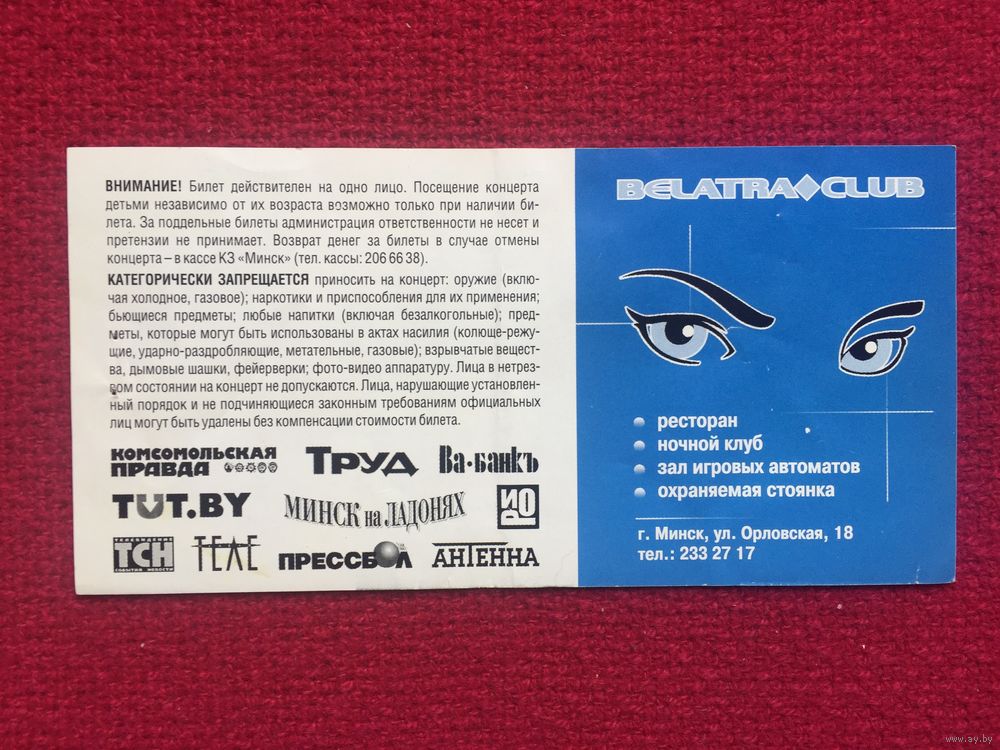 ВНИМАНИЕ! Билет действителен на одно лицо. Посещение концерта
детьми независимо от их возраста возможно только при наличии би-
лета. За поддельные билеты администрация ответственности не несет и
претензии не принимает. Возврат денег за билеты в случае отмены
концерта – в кассе КЗ «Минск» (тел. кассы: 206 66 38).
КАТЕГОРИЧЕСКИ ЗАПРЕЩАЕТСЯ приносить на концерт: оружие (вклю-
чая холодное, газовое); наркотики и приспособления для их применения;
бьющиеся предметы; любые напитки (включая безалкогольные); пред-
меты, которые могут быть использованы в актах насилия (колюще-режу-
щие, ударно-раздробляющие, метательные, газовые); взрывчатые вещест-
ва, дымовые шашки, фейерверки; фото-видео аппаратуру. Лица в нетрез-
вом состоянии на концерт не допускаются. Лица, нарушающие установлен-
ный порядок и не подчиняющиеся законным требованиям официальных
лиц могут быть удалены без компенсации стоимости билета.
КОМСОМОЛЬСКАЯ
ПРАВДА
ТРУД
Ва-банкъ
TUT.BY
МИНСК на ЛАДОНЯХ
ТЕЛЕВИДЕНИЕ
ТСН
СОБЫТИЯ НОВОСТИ
ТЕЛЕ
ПРЕССБОЛ
АНТЕННА
BELATRA CLUB
ресторан
ночной клуб
зал игровых автоматов
охраняемая стоянка
г. Минск, ул. Орловская, 18
тел.: 233 27 17
www.ay.by